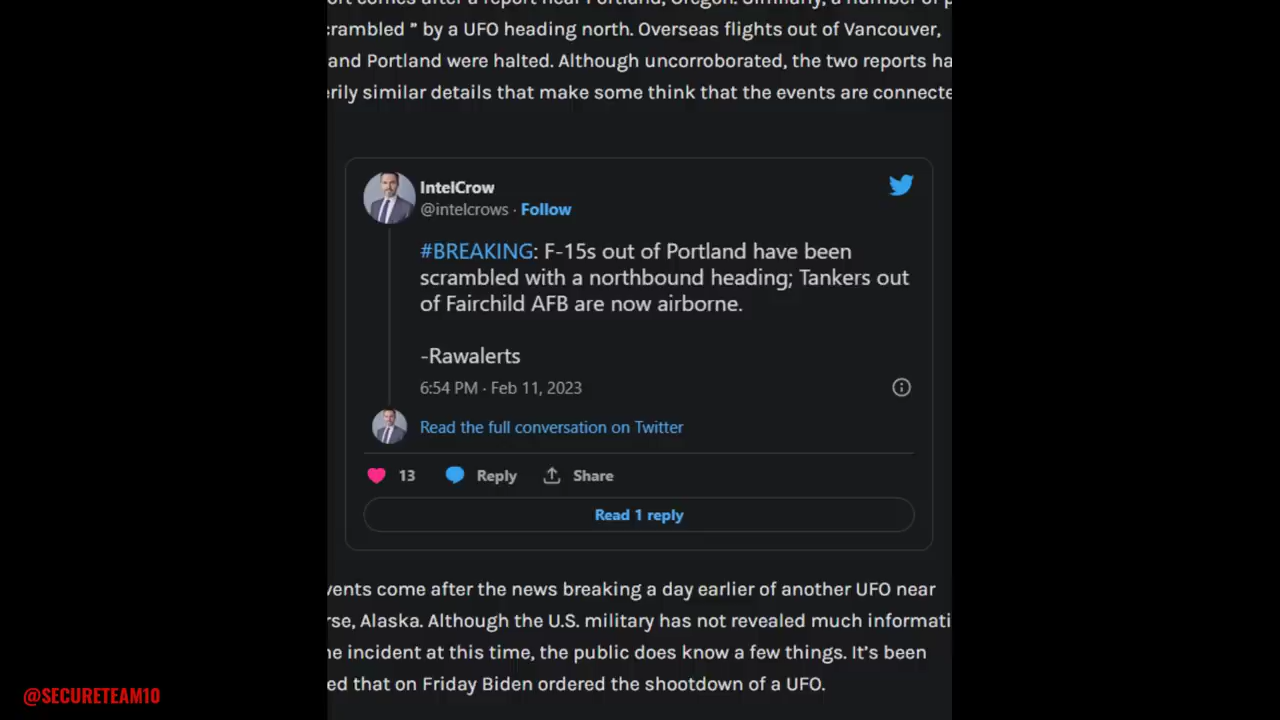 scrambled ” by a UFO heading north. Overseas flights out of Vancouver,
and Portland were halted. Although uncorroborated, the two reports ha
erily similar details that make some think that the events are connecte
IntelCrow
@intelcrows · Follow
#BREAKING: F-15s out of Portland have been
scrambled with a northbound heading; Tankers out
of Fairchild AFB are now airborne.
-Rawalerts
6:54 PM · Feb 11, 2023
Read the full conversation on Twitter
13 Reply Share
Read 1 reply
vents come after the news breaking a day earlier of another UFO near
rse, Alaska. Although the U.S. military has not revealed much informati
he incident at this time, the public does know a few things. It’s been
ed that on Friday Biden ordered the shootdown of a UFO.
@SECURETEAM10